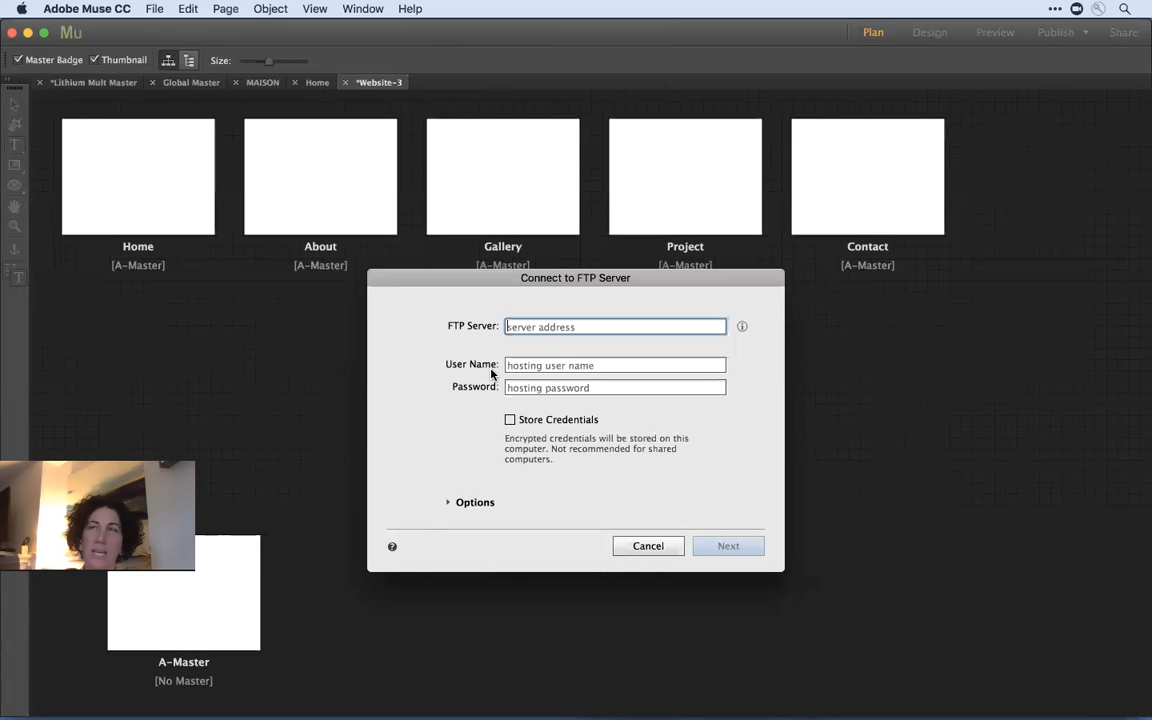 Adobe Muse CC File Edit Page Object View Window Help
Mu Plan Design Preview Publish Share
Master Badge Thumbnail Size:
*Lithium Mult Master Global Master MAISON Home *Website-3
Home About Gallery Project Contact
[A-Master] [A-Master] [A-Master] [A-Master] [A-Master]
Connect to FTP Server
FTP Server: server address
User Name: hosting user name
Password: hosting password
Store Credentials
Encrypted credentials will be stored on this
computer. Not recommended for shared
computers.
Options
Cancel Next
A-Master
[No Master]